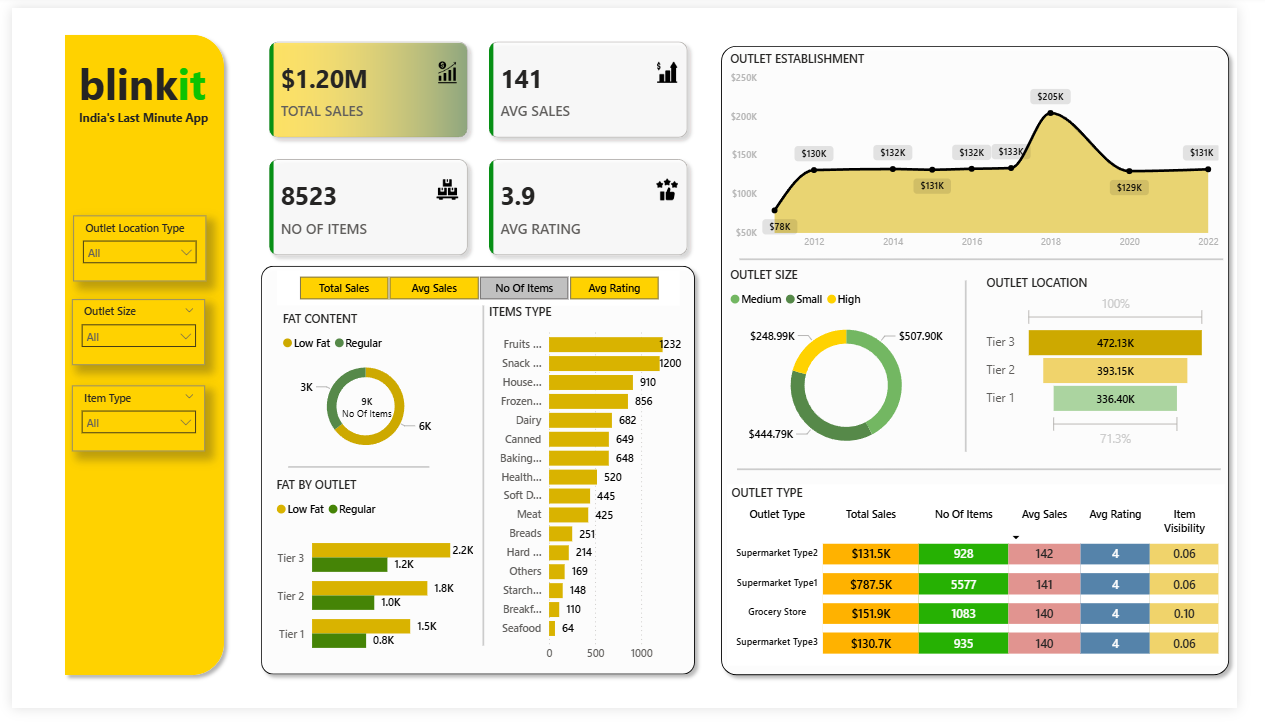 blinkit
India's Last Minute App
Outlet Location Type
All
Outlet Size
All
Item Type
All
$1.20M
TOTAL SALES
141
AVG SALES
8523
NO OF ITEMS
3.9
AVG RATING
Total Sales Avg Sales No Of Items Avg Rating
FAT CONTENT
Low Fat Regular
3K
9K
No Of Items
6K
FAT BY OUTLET
Low Fat Regular
Tier 3 2.2K
1.2K
Tier 2 1.8K
1.0K
Tier 1 1.5K
0.8K
ITEMS TYPE
Fruits ... 1232
Snack ... 1200
House... 910
Frozen... 856
Dairy 682
Canned 649
Baking... 648
Health... 520
Soft D... 445
Meat 425
Breads 251
Hard ... 214
Others 169
Starch... 148
Breakf... 110
Seafood 64
0 500 1000
OUTLET ESTABLISHMENT
$250K
$200K
$150K
$100K
$50K
$78K $130K $132K $131K $132K $133K $205K $129K $131K
2012 2014 2016 2018 2020 2022
OUTLET SIZE
Medium Small High
$248.99K $507.90K
$444.79K
OUTLET LOCATION
100%
Tier 3 472.13K
Tier 2 393.15K
Tier 1 336.40K
71.3%
OUTLET TYPE
Outlet Type Total Sales No Of Items Avg Sales Avg Rating Item Visibility
Supermarket Type2 $131.5K 928 142 4 0.06
Supermarket Type1 $787.5K 5577 141 4 0.06
Grocery Store $151.9K 1083 140 4 0.10
Supermarket Type3 $130.7K 935 140 4 0.06